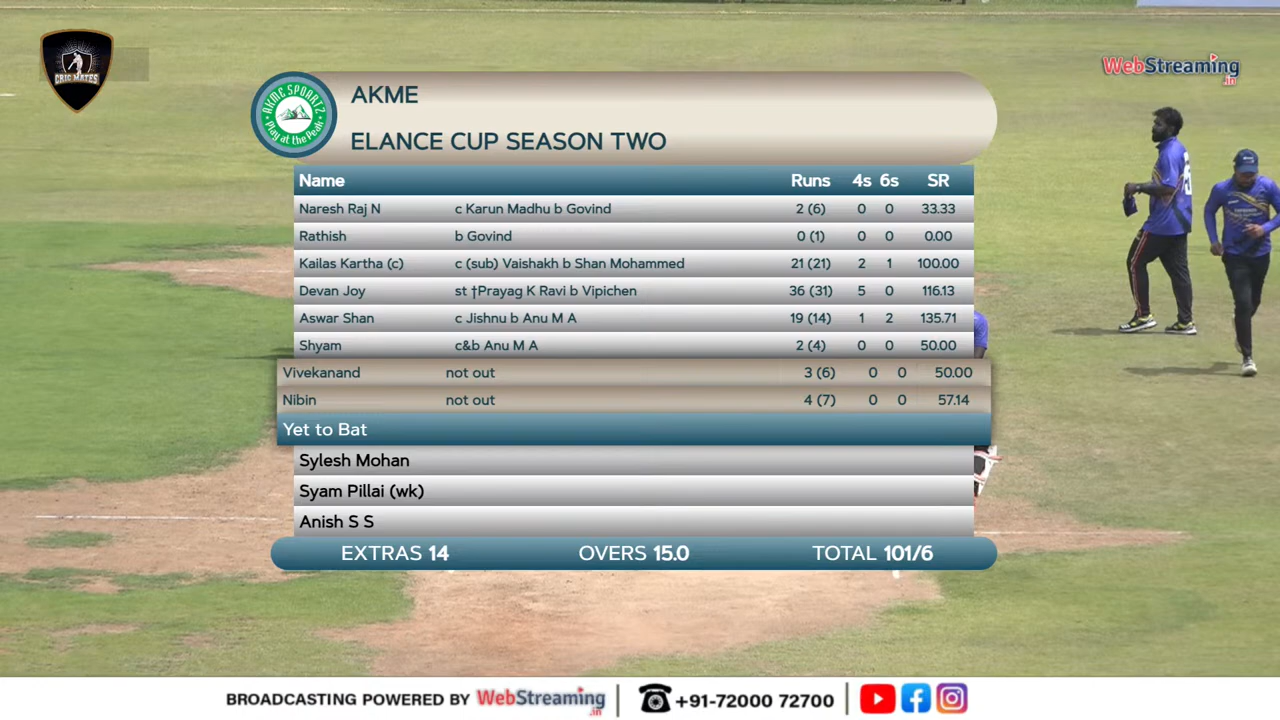 CRIC MATES
WebStreaming.in
AKME SPORTZ
Play at the Peak
AKME
ELANCE CUP SEASON TWO
Name Runs 4s 6s SR
Naresh Raj N c Karun Madhu b Govind 2 (6) 0 0 33.33
Rathish b Govind 0 (1) 0 0 0.00
Kailas Kartha (c) c (sub) Vaishakh b Shan Mohammed 21 (21) 2 1 100.00
Devan Joy st †Prayag K Ravi b Vipichen 36 (31) 5 0 116.13
Aswar Shan c Jishnu b Anu M A 19 (14) 1 2 135.71
Shyam c&b Anu M A 2 (4) 0 0 50.00
Vivekanand not out 3 (6) 0 0 50.00
Nibin not out 4 (7) 0 0 57.14
Yet to Bat
Sylesh Mohan
Syam Pillai (wk)
Anish S S
EXTRAS 14 OVERS 15.0 TOTAL 101/6
BROADCASTING POWERED BY WebStreaming.in +91-72000 72700